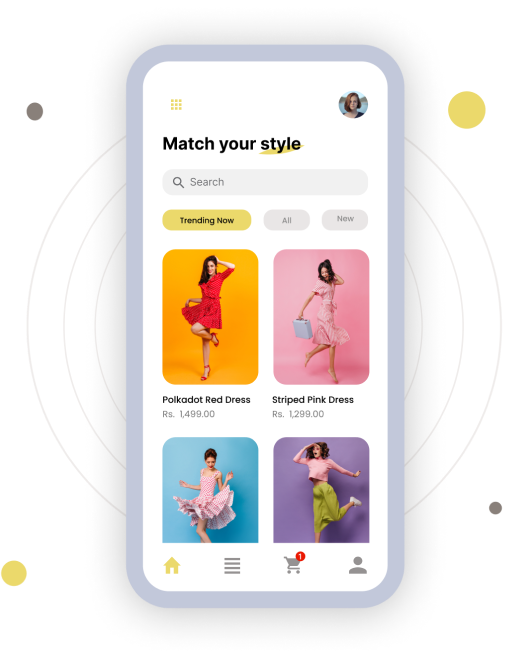 Match your style
Search
Trending Now
All
New
Polkadot Red Dress
Rs. 1,499.00
Striped Pink Dress
Rs. 1,299.00
1